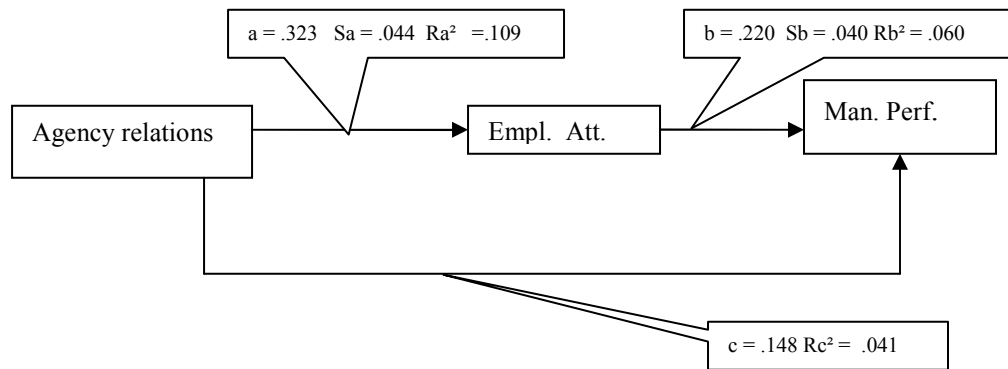 a = .323 Sa = .044 Ra² =.109
b = .220 Sb = .040 Rb² = .060
Agency relations
Empl. Att.
Man. Perf.
c = .148 Rc² = .041